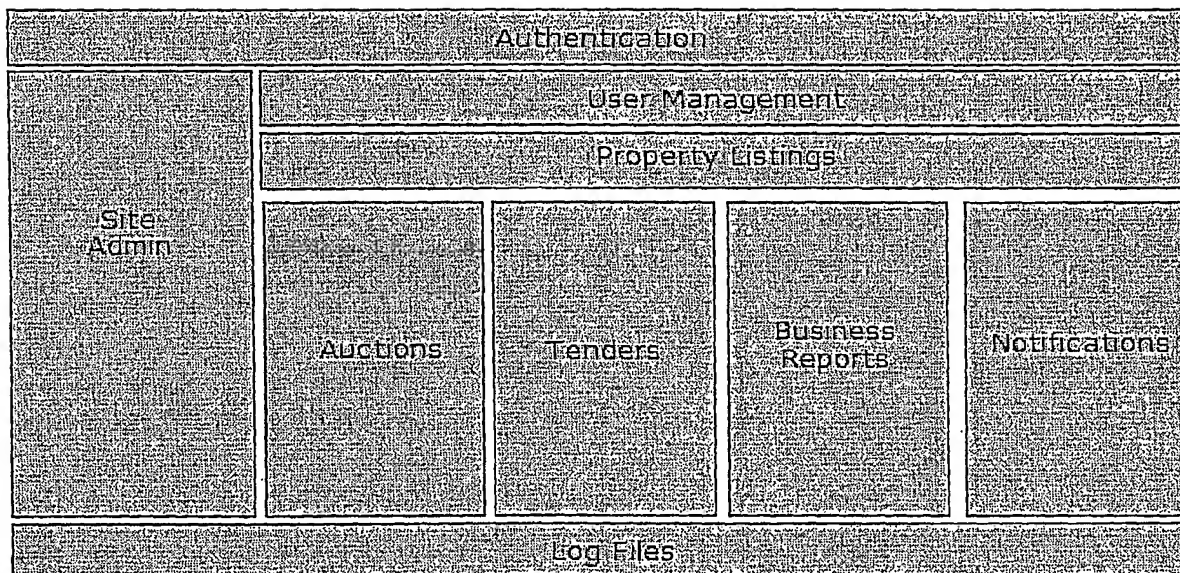 Authentication
User Management
Property Listings
Site
Admin
Auctions
Tenders
Business
Reports
Notifications
Log Files